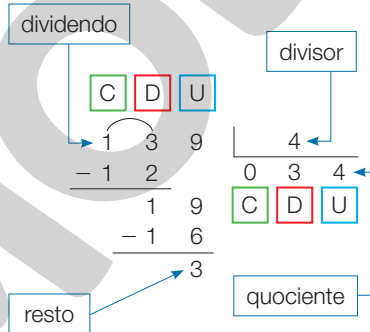 dividendo
divisor
C D U
1 3 9 4
− 1 2 0 3 4
1 9 C D U
− 1 6
3
quociente
resto